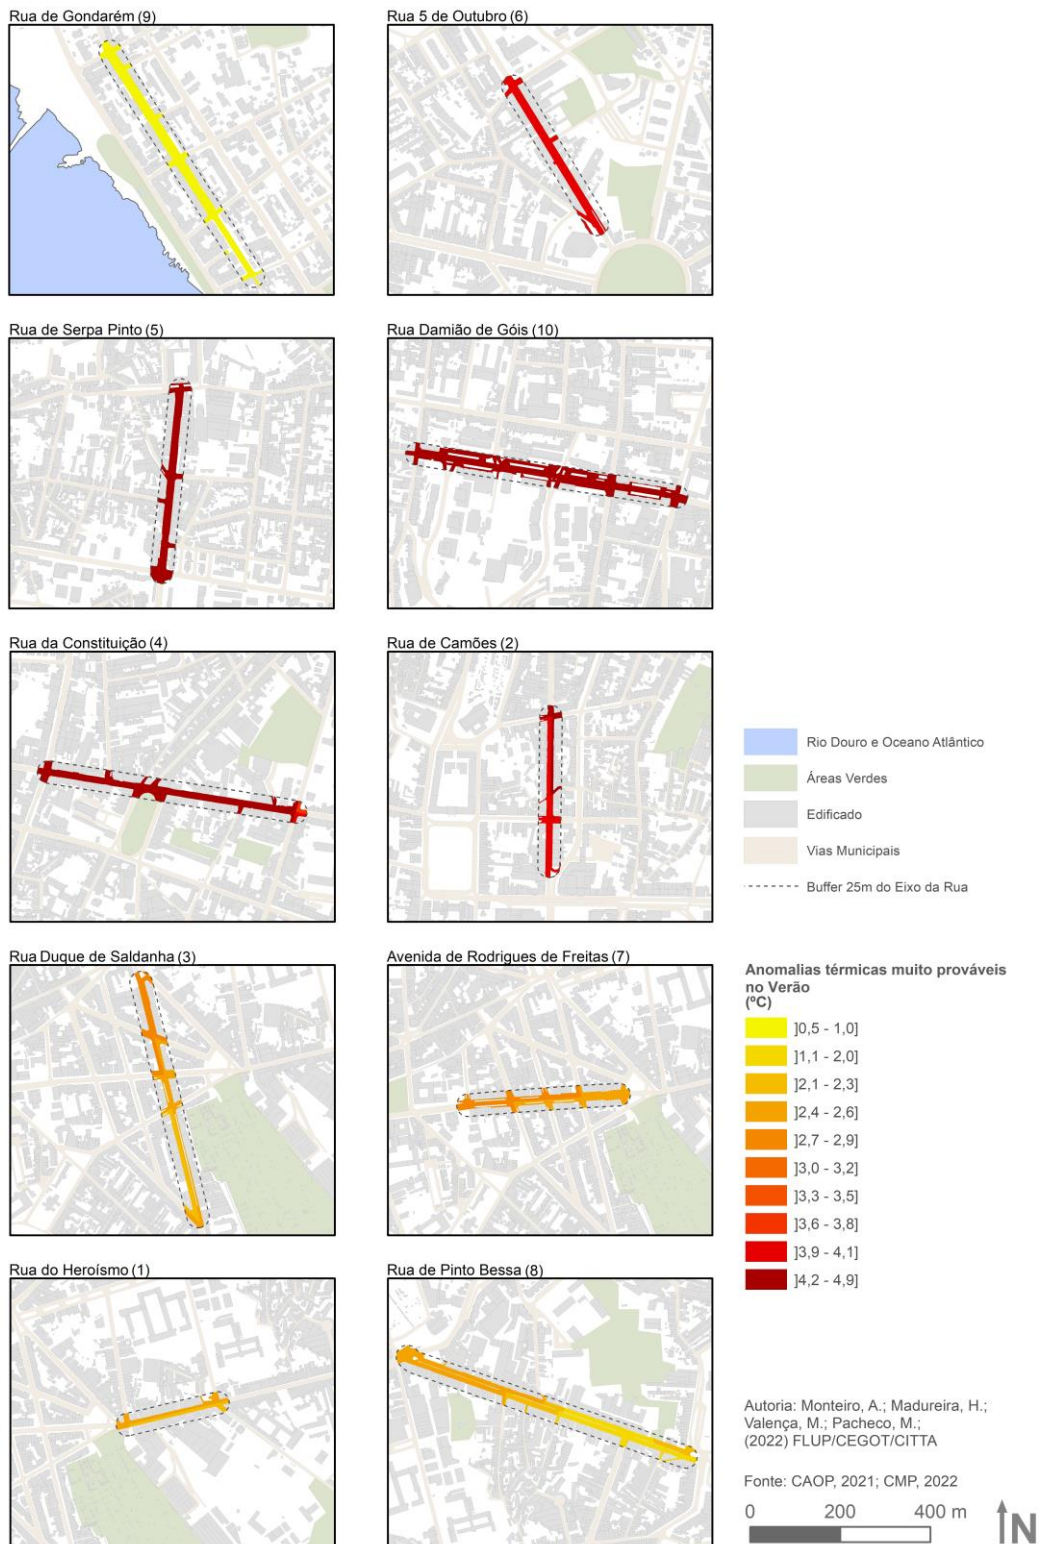 Rua de Gondarém (9)
Rua 5 de Outubro (6)
Rua de Serpa Pinto (5)
Rua Damião de Góis (10)
Rua da Constituição (4)
Rua de Camões (2)
Rio Douro e Oceano Atlântico
Áreas Verdes
Edificado
Vias Municipais
Buffer 25m do Eixo da Rua
Rua Duque de Saldanha (3)
Avenida de Rodrigues de Freitas (7)
Anomalias térmicas muito prováveis
no Verão
(ºC)
]0,5 - 1,0]
]1,1 - 2,0]
]2,1 - 2,3]
]2,4 - 2,6]
]2,7 - 2,9]
]3,0 - 3,2]
]3,3 - 3,5]
]3,6 - 3,8]
]3,9 - 4,1]
]4,2 - 4,9]
Rua do Heroísmo (1)
Rua de Pinto Bessa (8)
Autoria: Monteiro, A.; Madureira, H.;
Valença, M.; Pacheco, M.;
(2022) FLUP/CEGOT/CITTA
Fonte: CAOP, 2021; CMP, 2022
0 200 400 m
N